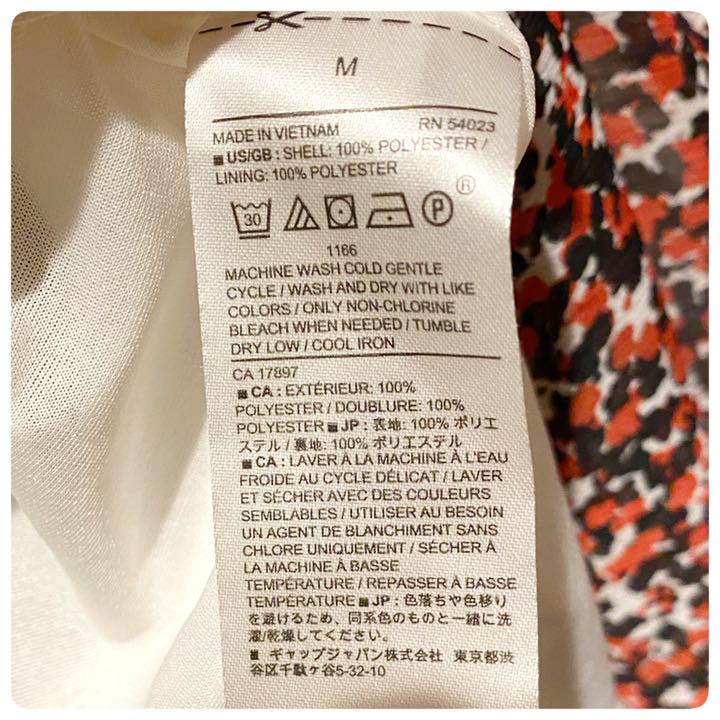 M
MADE IN VIETNAM RN 54023
■ US/GB : SHELL: 100% POLYESTER /
LINING: 100% POLYESTER
30 P ®
1166
MACHINE WASH COLD GENTLE
CYCLE / WASH AND DRY WITH LIKE
COLORS / ONLY NON-CHLORINE
BLEACH WHEN NEEDED / TUMBLE
DRY LOW / COOL IRON
CA 17897
■ CA : EXTÉRIEUR: 100%
POLYESTER / DOUBLURE: 100%
POLYESTER ■ JP : 表地: 100% ポリエ
ステル / 裏地: 100% ポリエステル
■ CA : LAVER À LA MACHINE À L'EAU
FROIDE AU CYCLE DÉLICAT / LAVER
ET SÉCHER AVEC DES COULEURS
SEMBLABLES / UTILISER AU BESOIN
UN AGENT DE BLANCHIMENT SANS
CHLORE UNIQUEMENT / SÉCHER À
LA MACHINE À BASSE
TEMPÉRATURE / REPASSER À BASSE
TEMPÉRATURE ■ JP : 色落ちや色移り
を避けるため、同系色のものと一緒に洗
濯/乾燥してください。
■ ギャップジャパン株式会社 東京都渋
谷区千駄ヶ谷5-32-10